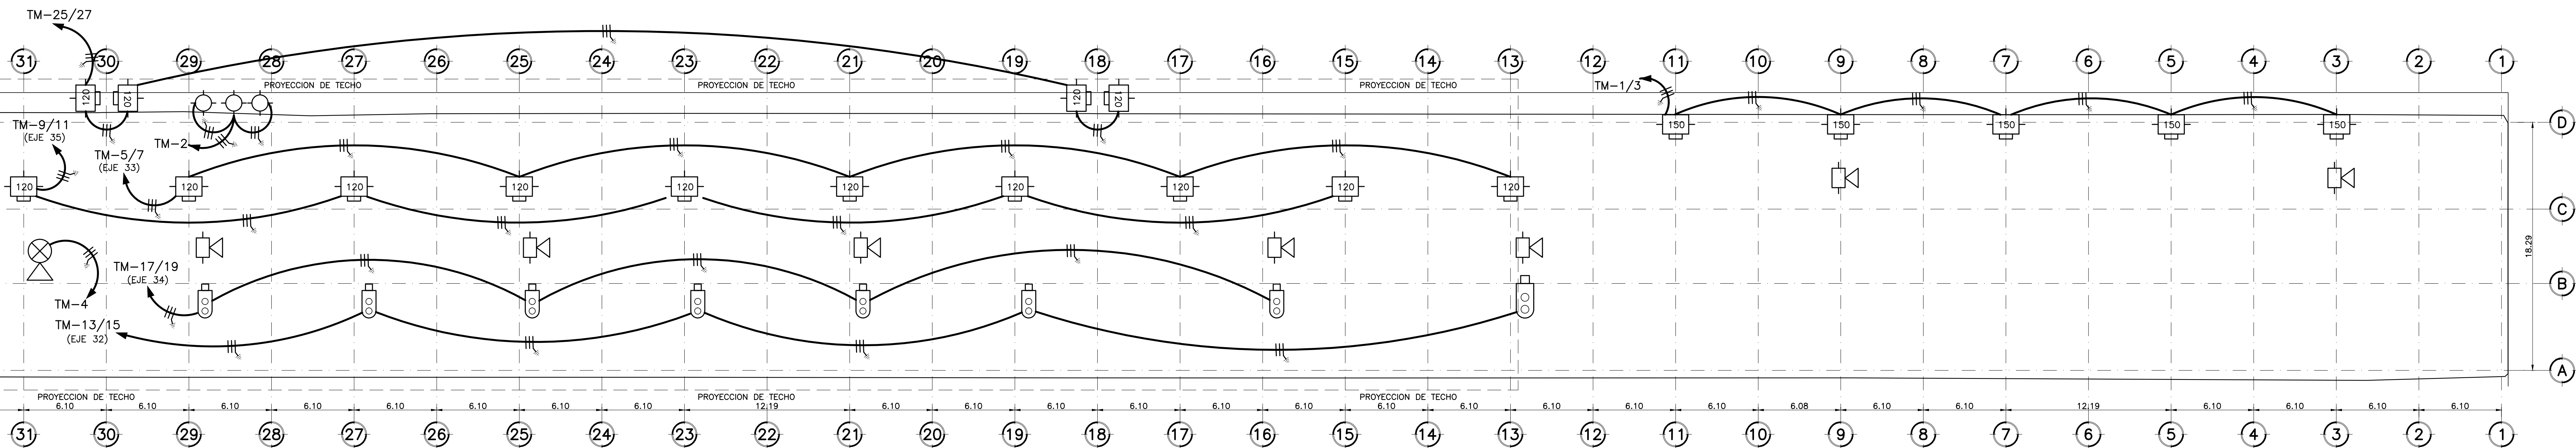 TM-25/27
31 30 29 28 27 26 25 24 23 22 21 20 19 18 17 16 15 14 13 12 11 10 9 8 7 6 5 4 3 2 1
PROYECCION DE TECHO PROYECCION DE TECHO PROYECCION DE TECHO TM-1/3
120 120 120 120
TM-9/11
(EJE 35)
150 150 150 150 150 D
TM-2
TM-5/7
(EJE 33)
120 120 120 120 120 120 120 120 120 120
C
18.29
TM-17/19
(EJE 34)
B
TM-4
TM-13/15
(EJE 32)
A
PROYECCION DE TECHO PROYECCION DE TECHO PROYECCION DE TECHO
6.10 6.10 6.10 6.10 6.10 6.10 6.10 6.10 12.19 6.10 6.10 6.10 6.10 6.10 6.10 6.10 6.10 6.10 6.10 6.10 6.08 6.10 6.10 12.19 6.10 6.10 6.10 6.10
31 30 29 28 27 26 25 24 23 22 21 20 19 18 17 16 15 14 13 12 11 10 9 8 7 6 5 4 3 2 1